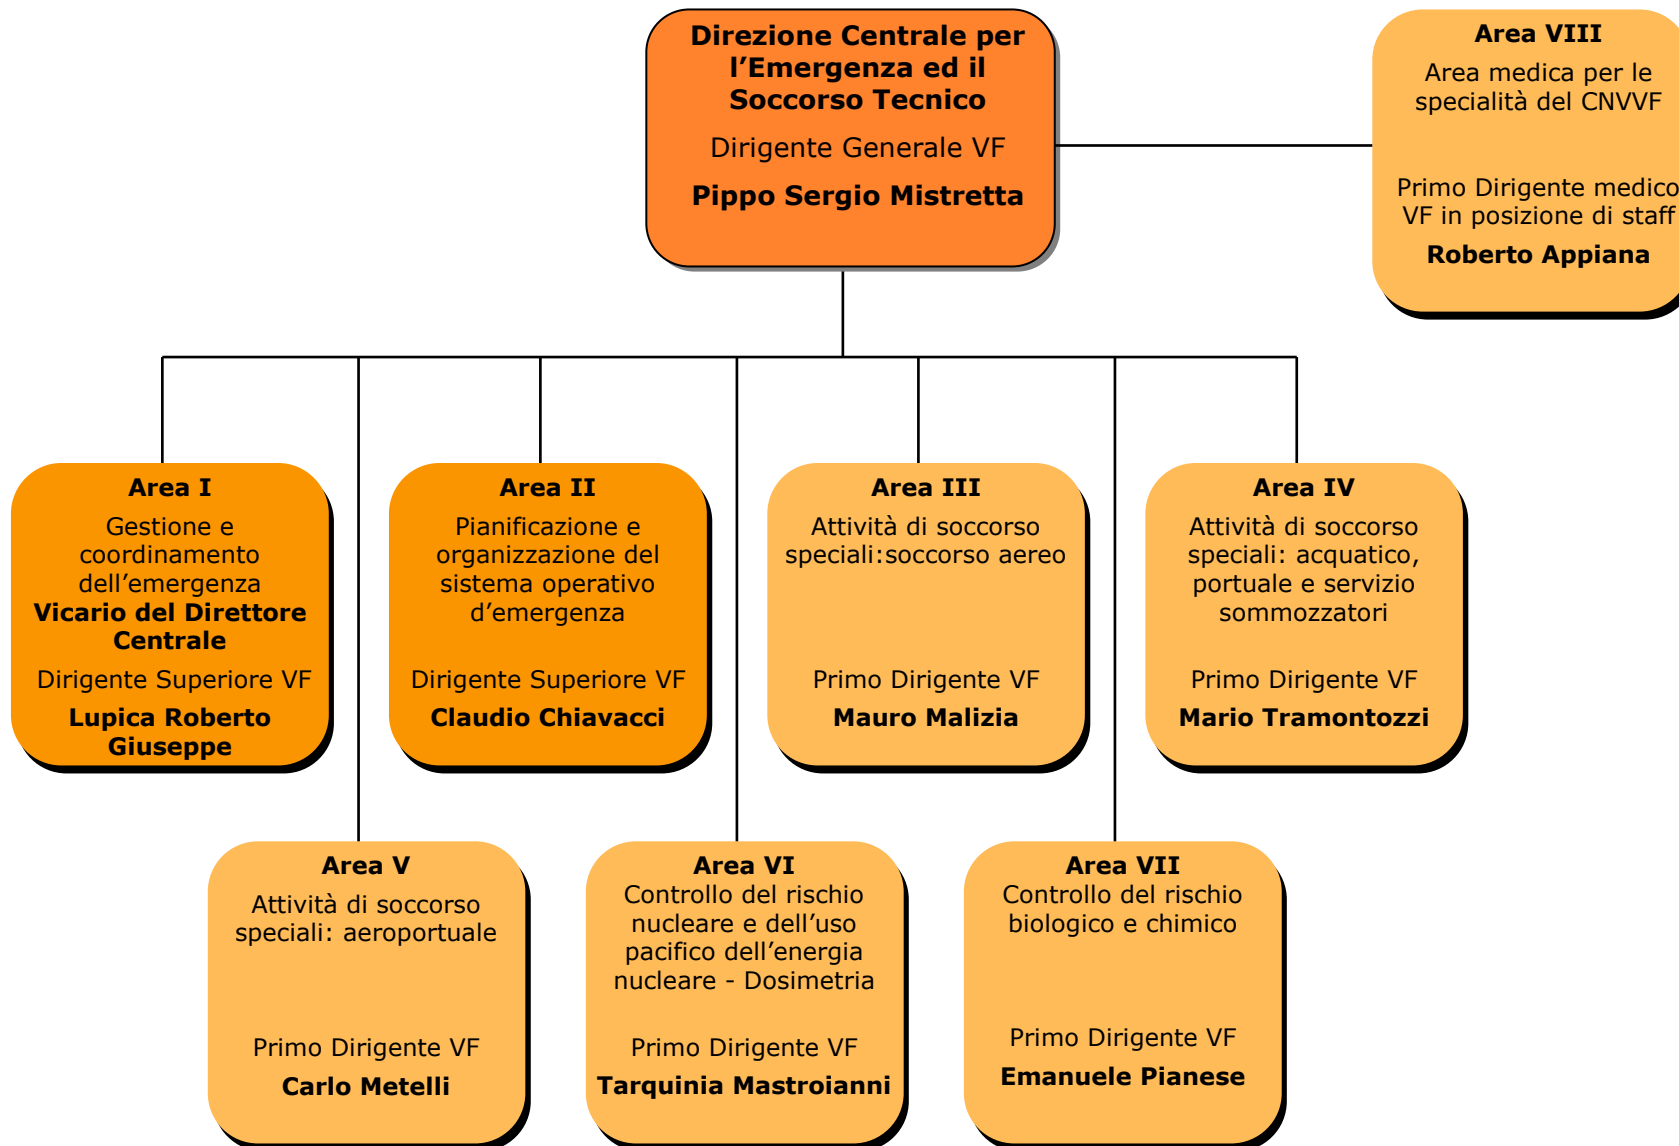 Direzione Centrale per
l’Emergenza ed il
Soccorso Tecnico
Dirigente Generale VF
Pippo Sergio Mistretta
Area VIII
Area medica per le
specialità del CNVVF
Primo Dirigente medico
VF in posizione di staff
Roberto Appiana
Area I
Gestione e
coordinamento
dell’emergenza
Vicario del Direttore
Centrale
Dirigente Superiore VF
Lupica Roberto
Giuseppe
Area II
Pianificazione e
organizzazione del
sistema operativo
d’emergenza
Dirigente Superiore VF
Claudio Chiavacci
Area III
Attività di soccorso
speciali:soccorso aereo
Primo Dirigente VF
Mauro Malizia
Area IV
Attività di soccorso
speciali: acquatico,
portuale e servizio
sommozzatori
Primo Dirigente VF
Mario Tramontozzi
Area V
Attività di soccorso
speciali: aeroportuale
Primo Dirigente VF
Carlo Metelli
Area VI
Controllo del rischio
nucleare e dell’uso
pacifico dell’energia
nucleare - Dosimetria
Primo Dirigente VF
Tarquinia Mastroianni
Area VII
Controllo del rischio
biologico e chimico
Primo Dirigente VF
Emanuele Pianese